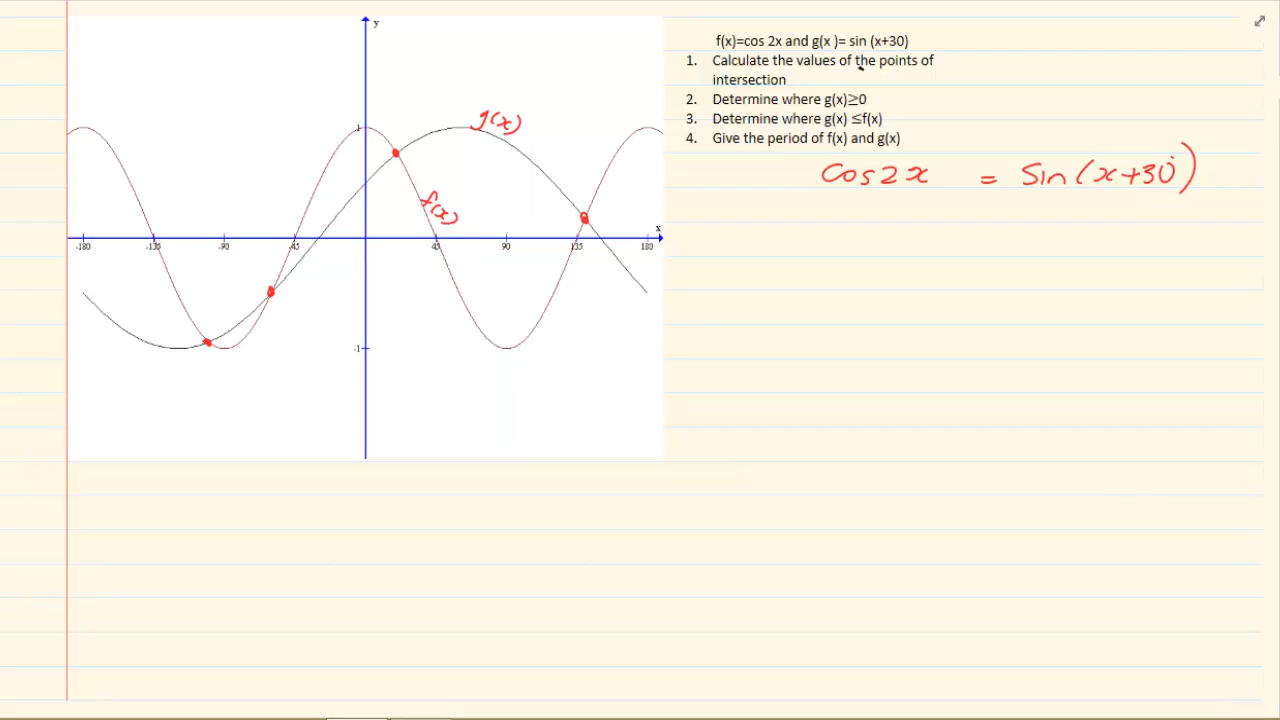 f(x)=cos 2x and g(x )= sin (x+30)
1. Calculate the values of the points of
intersection
2. Determine where g(x)≥0
3. Determine where g(x) ≤f(x)
4. Give the period of f(x) and g(x)
cos2x = sin(x+30°)
y
1
g(x)
f(x)
x
-180 -135 -90 -45 45 90 135 180
-1